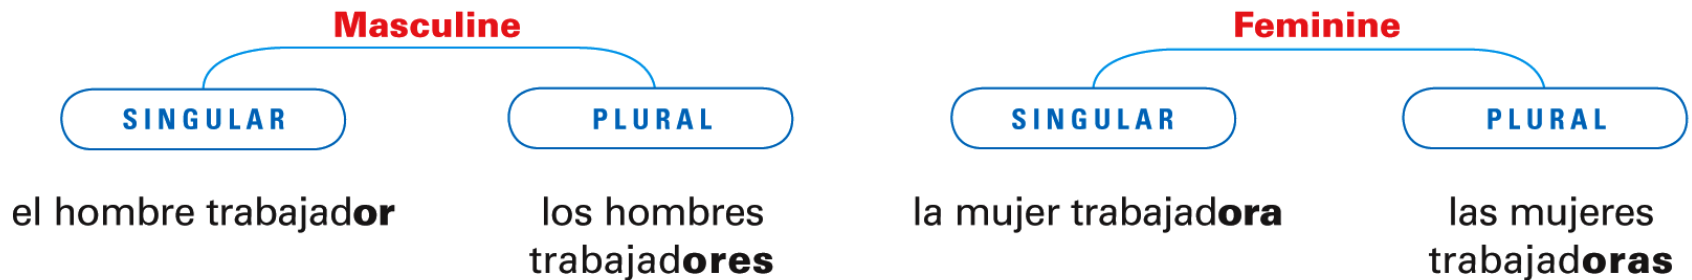 Masculine
SINGULAR
PLURAL
el hombre trabajador
los hombres
trabajadores
Feminine
SINGULAR
PLURAL
la mujer trabajadora
las mujeres
trabajadoras